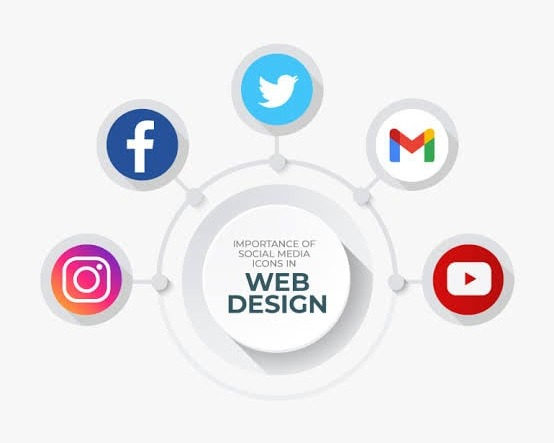 IMPORTANCE OF
SOCIAL MEDIA
ICONS IN
WEB
DESIGN